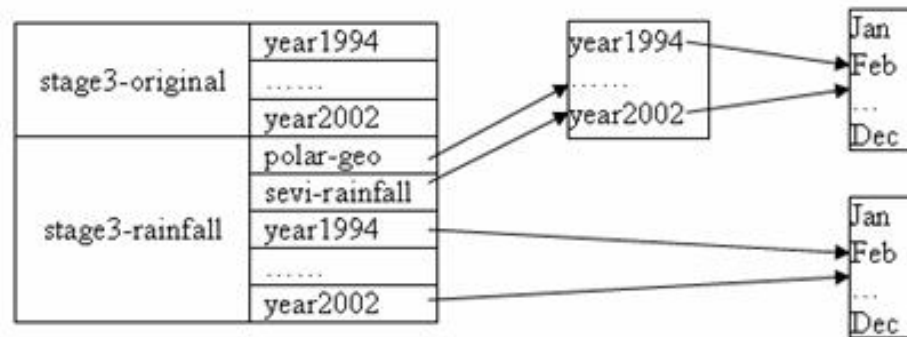 stage3-original
year1994
......
year2002
stage3-rainfall
polar-geo
sevi-rainfall
year1994
......
year2002
year1994
......
year2002
Jan
Feb
...
Dec
Jan
Feb
...
Dec